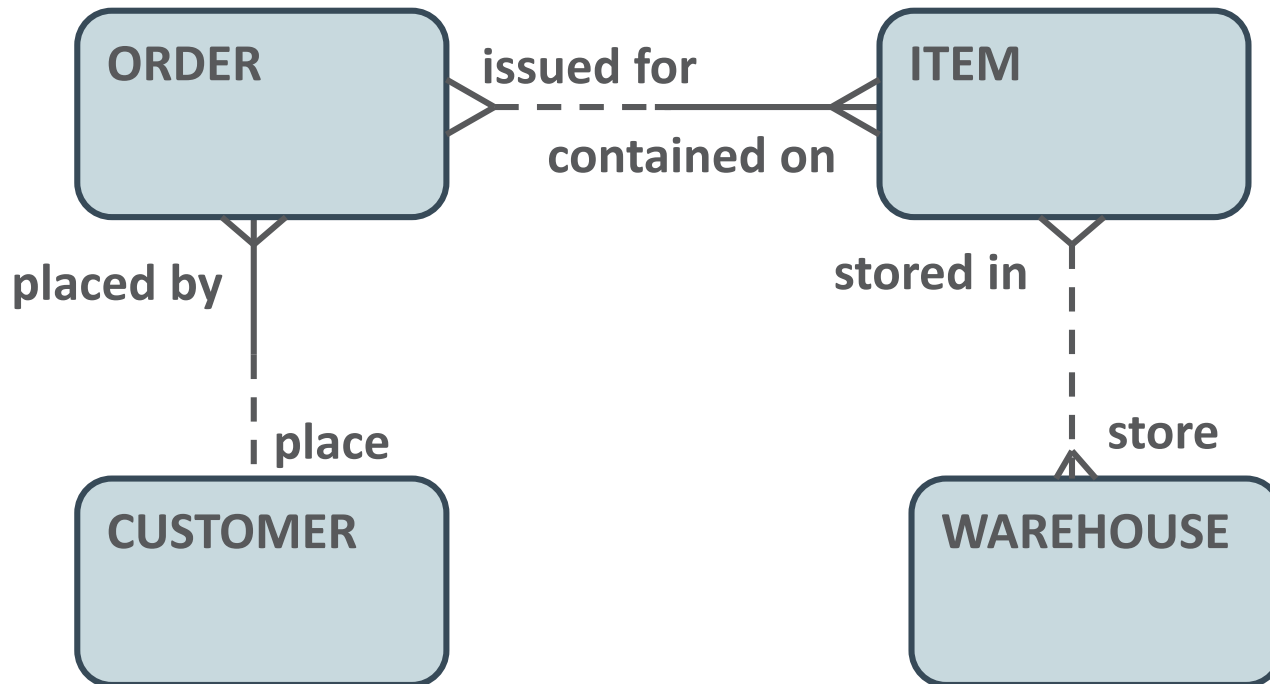 ORDER
issued for
ITEM
contained on
placed by
stored in
place
store
CUSTOMER
WAREHOUSE